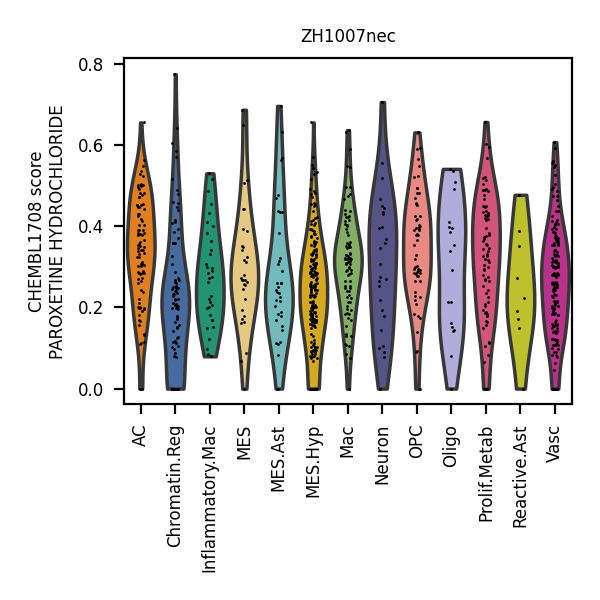 ZH1007nec
CHEMBL1708 score
PAROXETINE HYDROCHLORIDE
0.8
0.6
0.4
0.2
0.0
AC
Chromatin.Reg
Inflammatory.Mac
MES
MES.Ast
MES.Hyp
Mac
Neuron
OPC
Oligo
Prolif.Metab
Reactive.Ast
Vasc